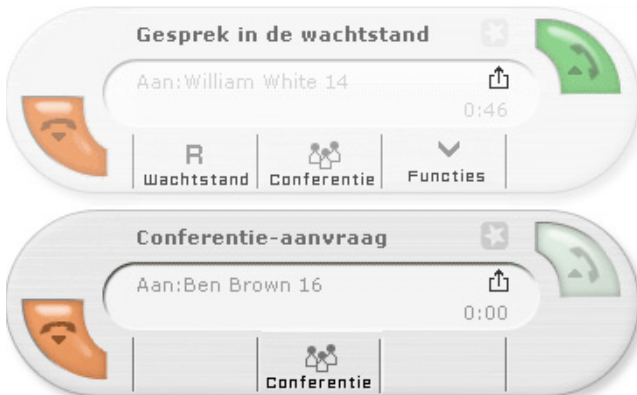 Gesprek in de wachtstand
Aan:William White 14
0:46
R
Wachtstand Conferentie Functies
Conferentie-aanvraag
Aan:Ben Brown 16
0:00
Conferentie